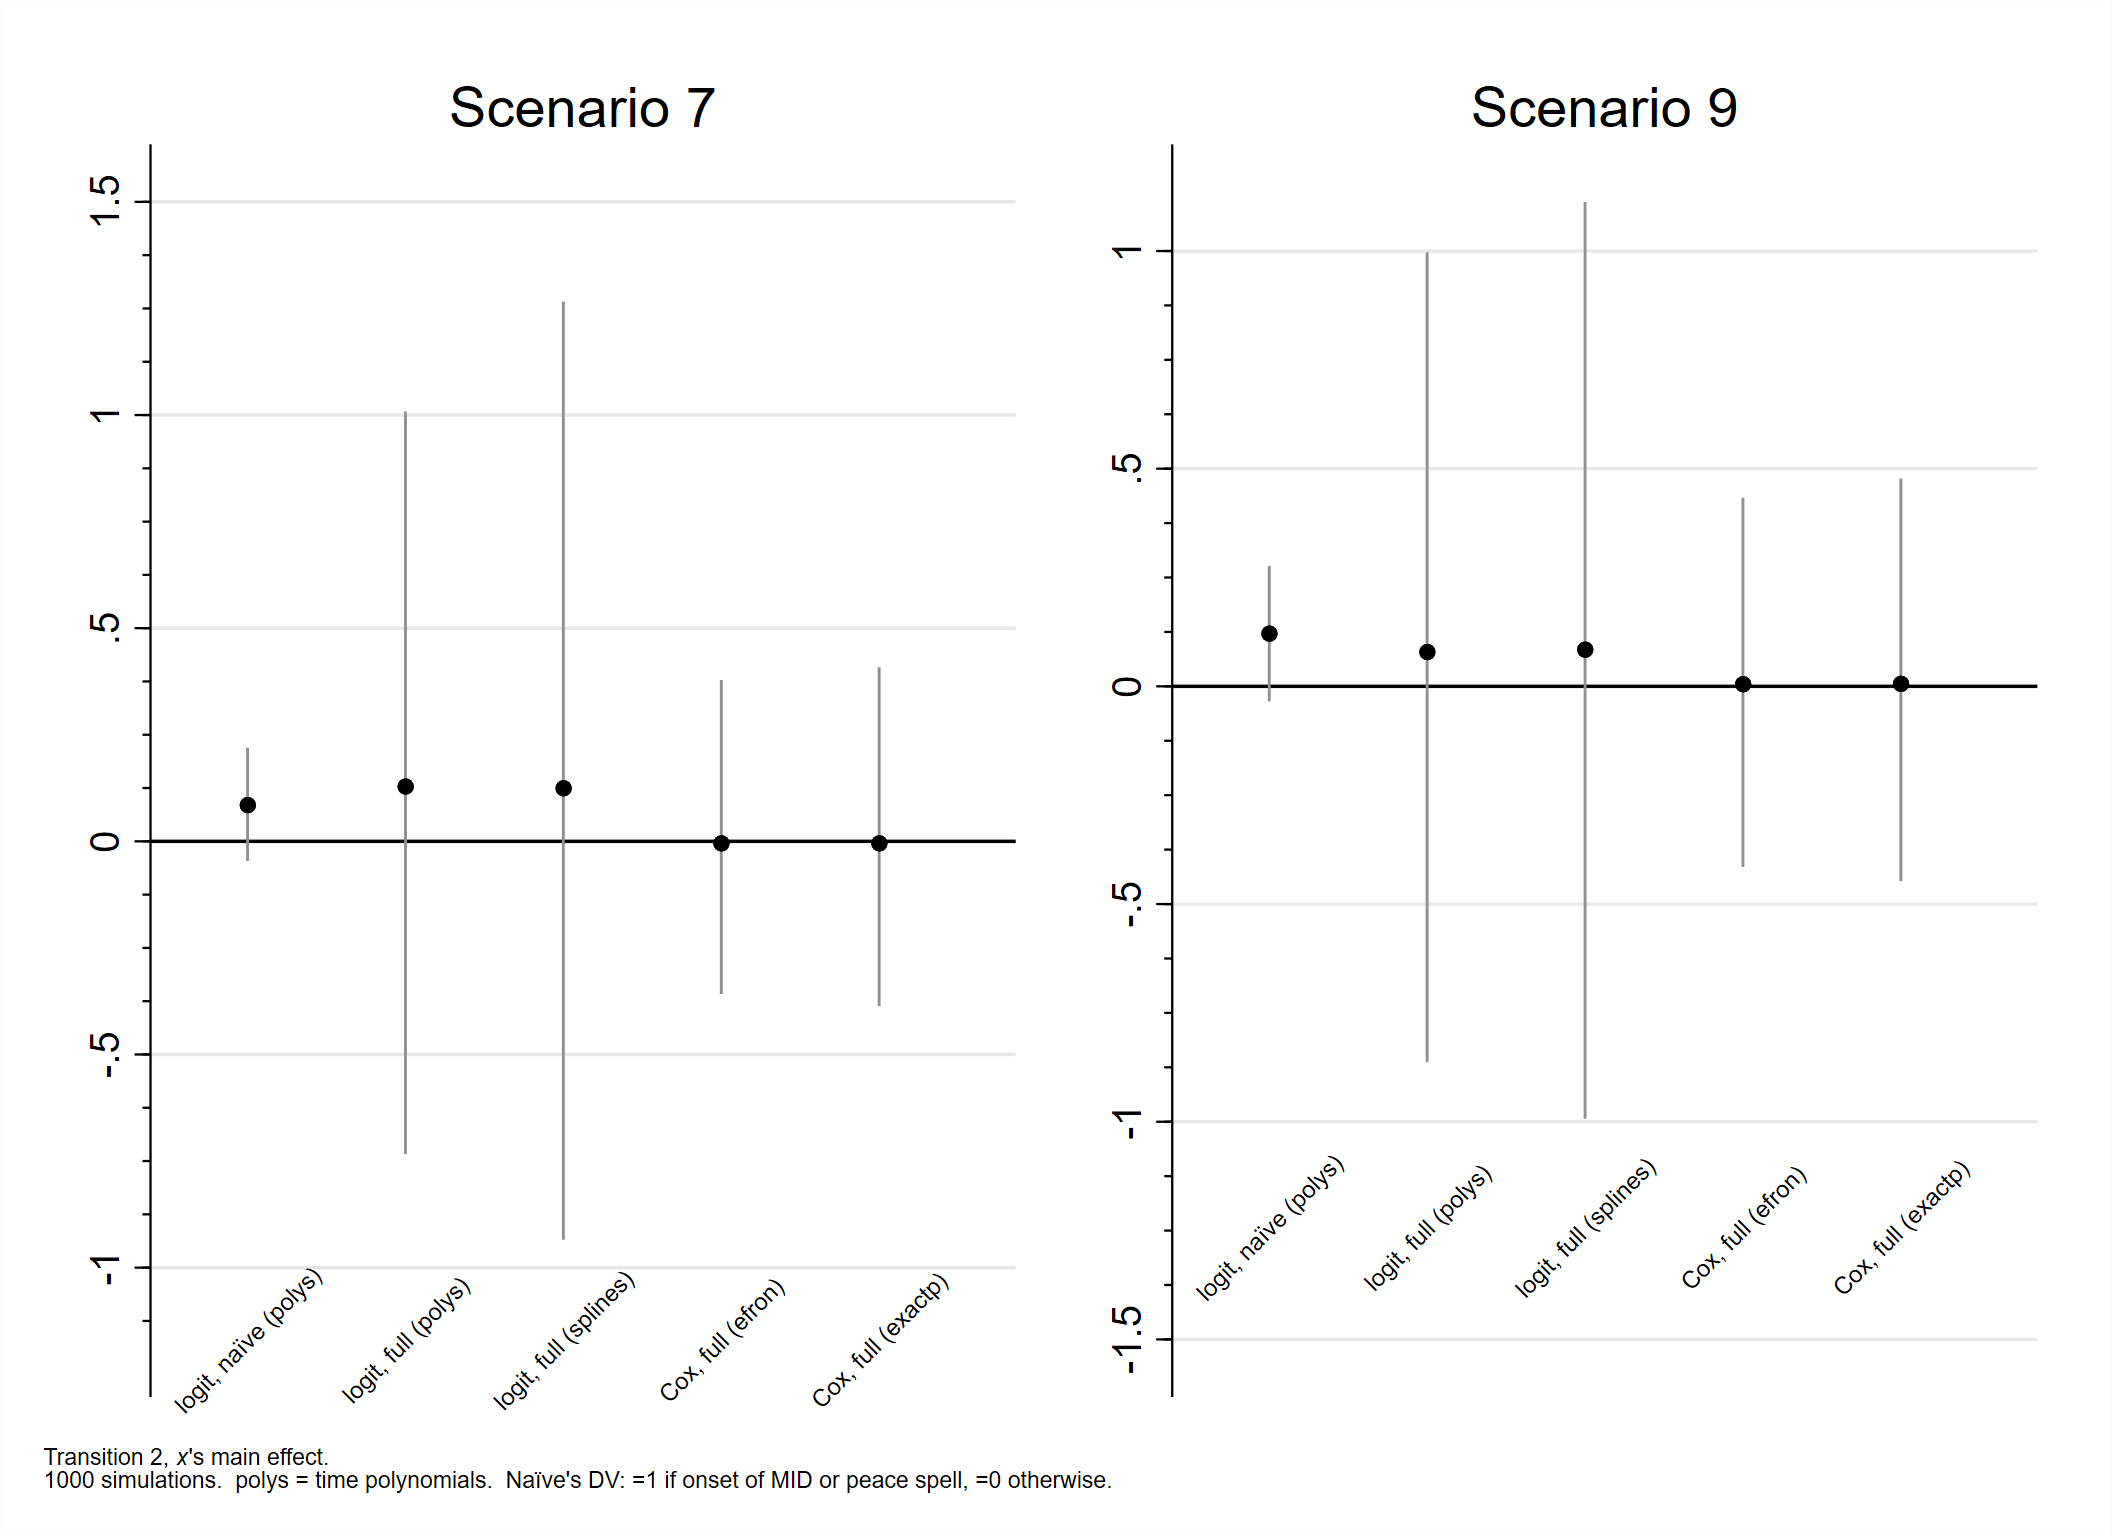 Scenario 7
1.5
1
.5
0
-.5
-1
logit, naïve (polys)
logit, full (polys)
logit, full (splines)
Cox, full (efron)
Cox, full (exactp)
Scenario 9
1
.5
0
-.5
-1
-1.5
logit, naïve (polys)
logit, full (polys)
logit, full (splines)
Cox, full (efron)
Cox, full (exactp)
Transition 2, x's main effect.
1000 simulations.  polys = time polynomials.  Naïve's DV: =1 if onset of MID or peace spell, =0 otherwise.